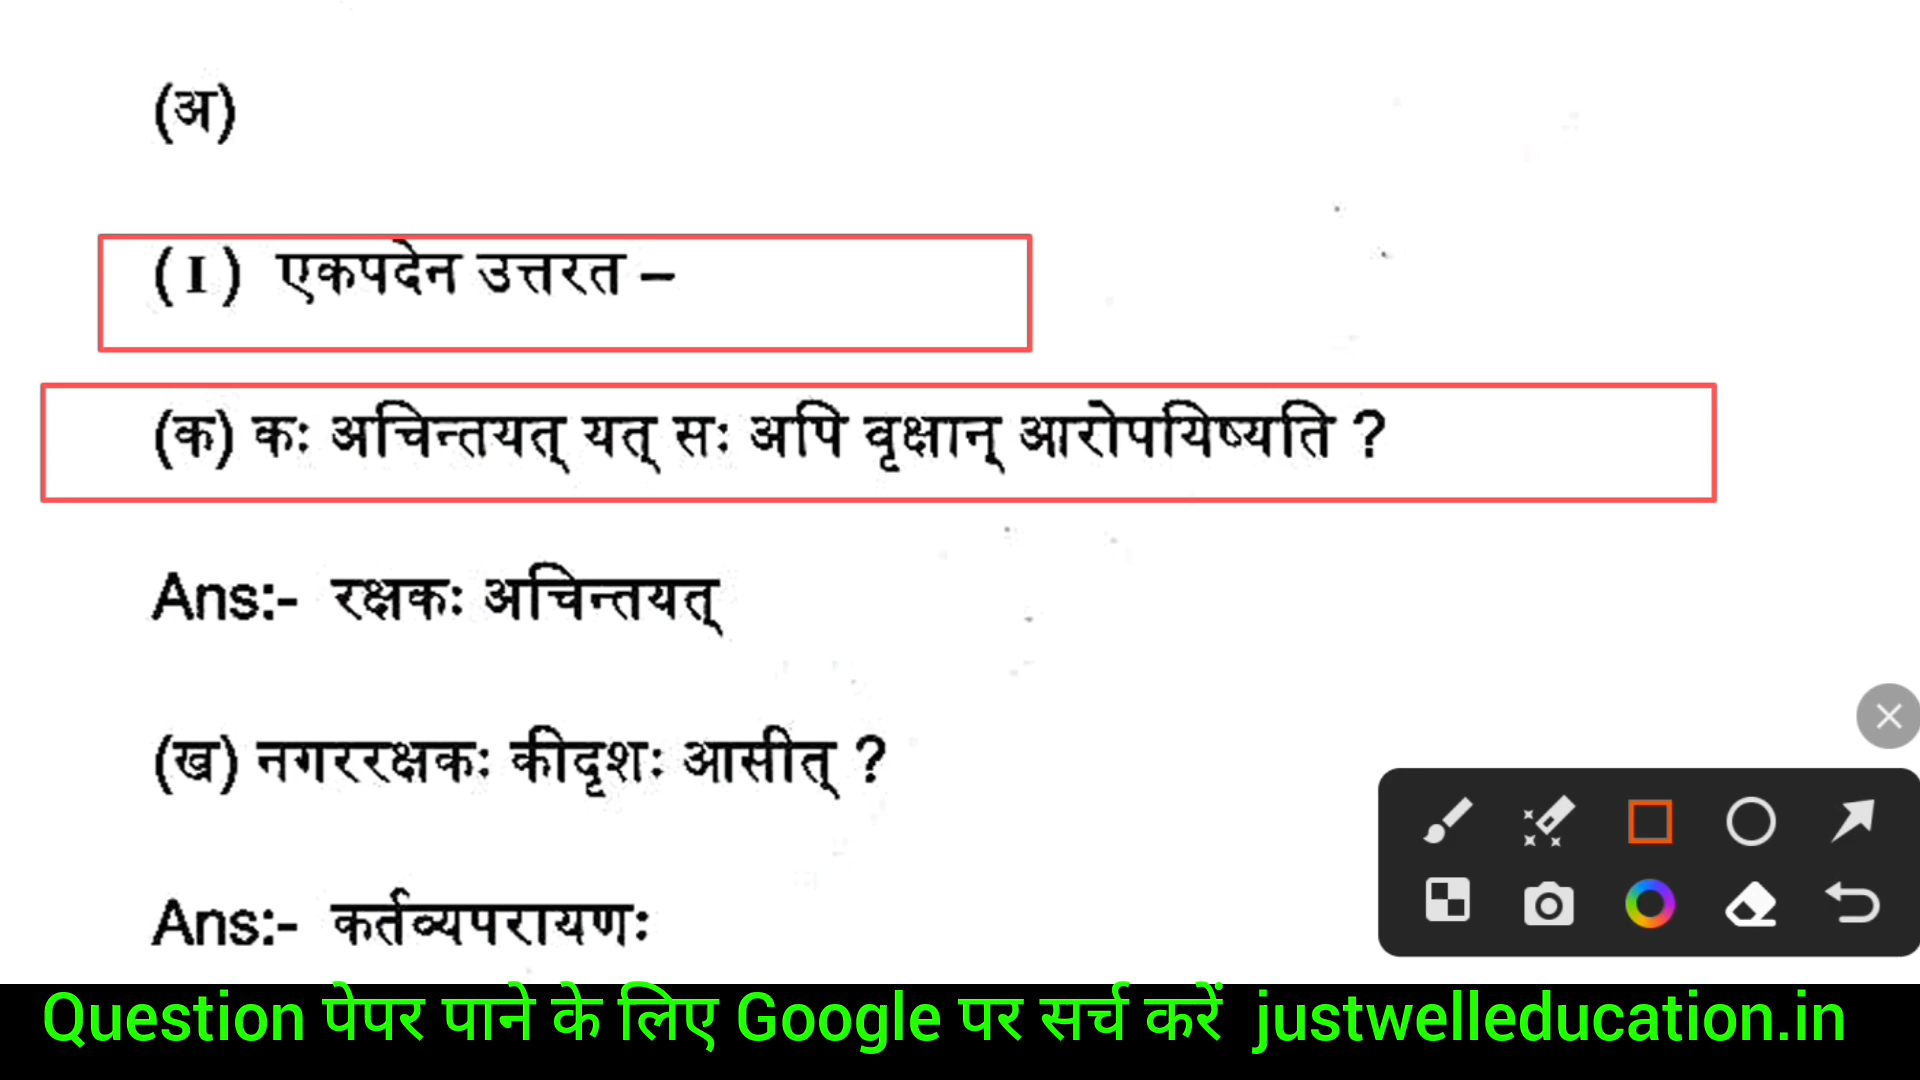 (अ)
(I) एकपदेन उत्तरत –
(क) कः अचिन्तयत् यत् सः अपि वृक्षान् आरोपयिष्यति ?
Ans:- रक्षकः अचिन्तयत्
(ख) नगररक्षकः कीदृशः आसीत् ?
Ans:- कर्तव्यपरायणः
Question पेपर पाने के लिए Google पर सर्च करें justwelleducation.in